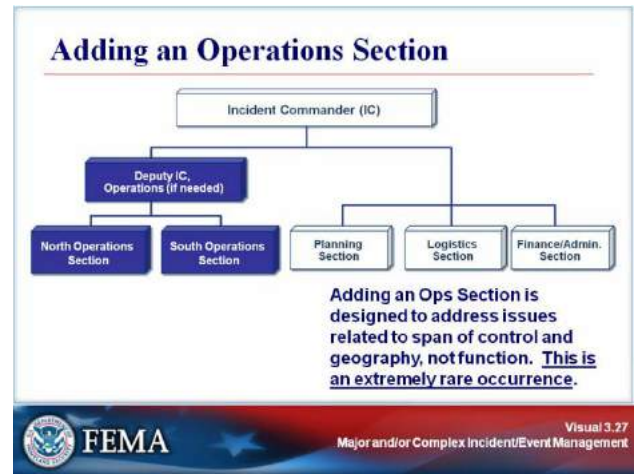 Adding an Operations Section
Incident Commander (IC)
Deputy IC,
Operations (if needed)
North Operations
Section
South Operations
Section
Planning
Section
Logistics
Section
Finance/Admin.
Section
Adding an Ops Section is
designed to address issues
related to span of control and
geography, not function. This is
an extremely rare occurrence.
FEMA
Visual 3.27
Major and/or Complex Incident/Event Management